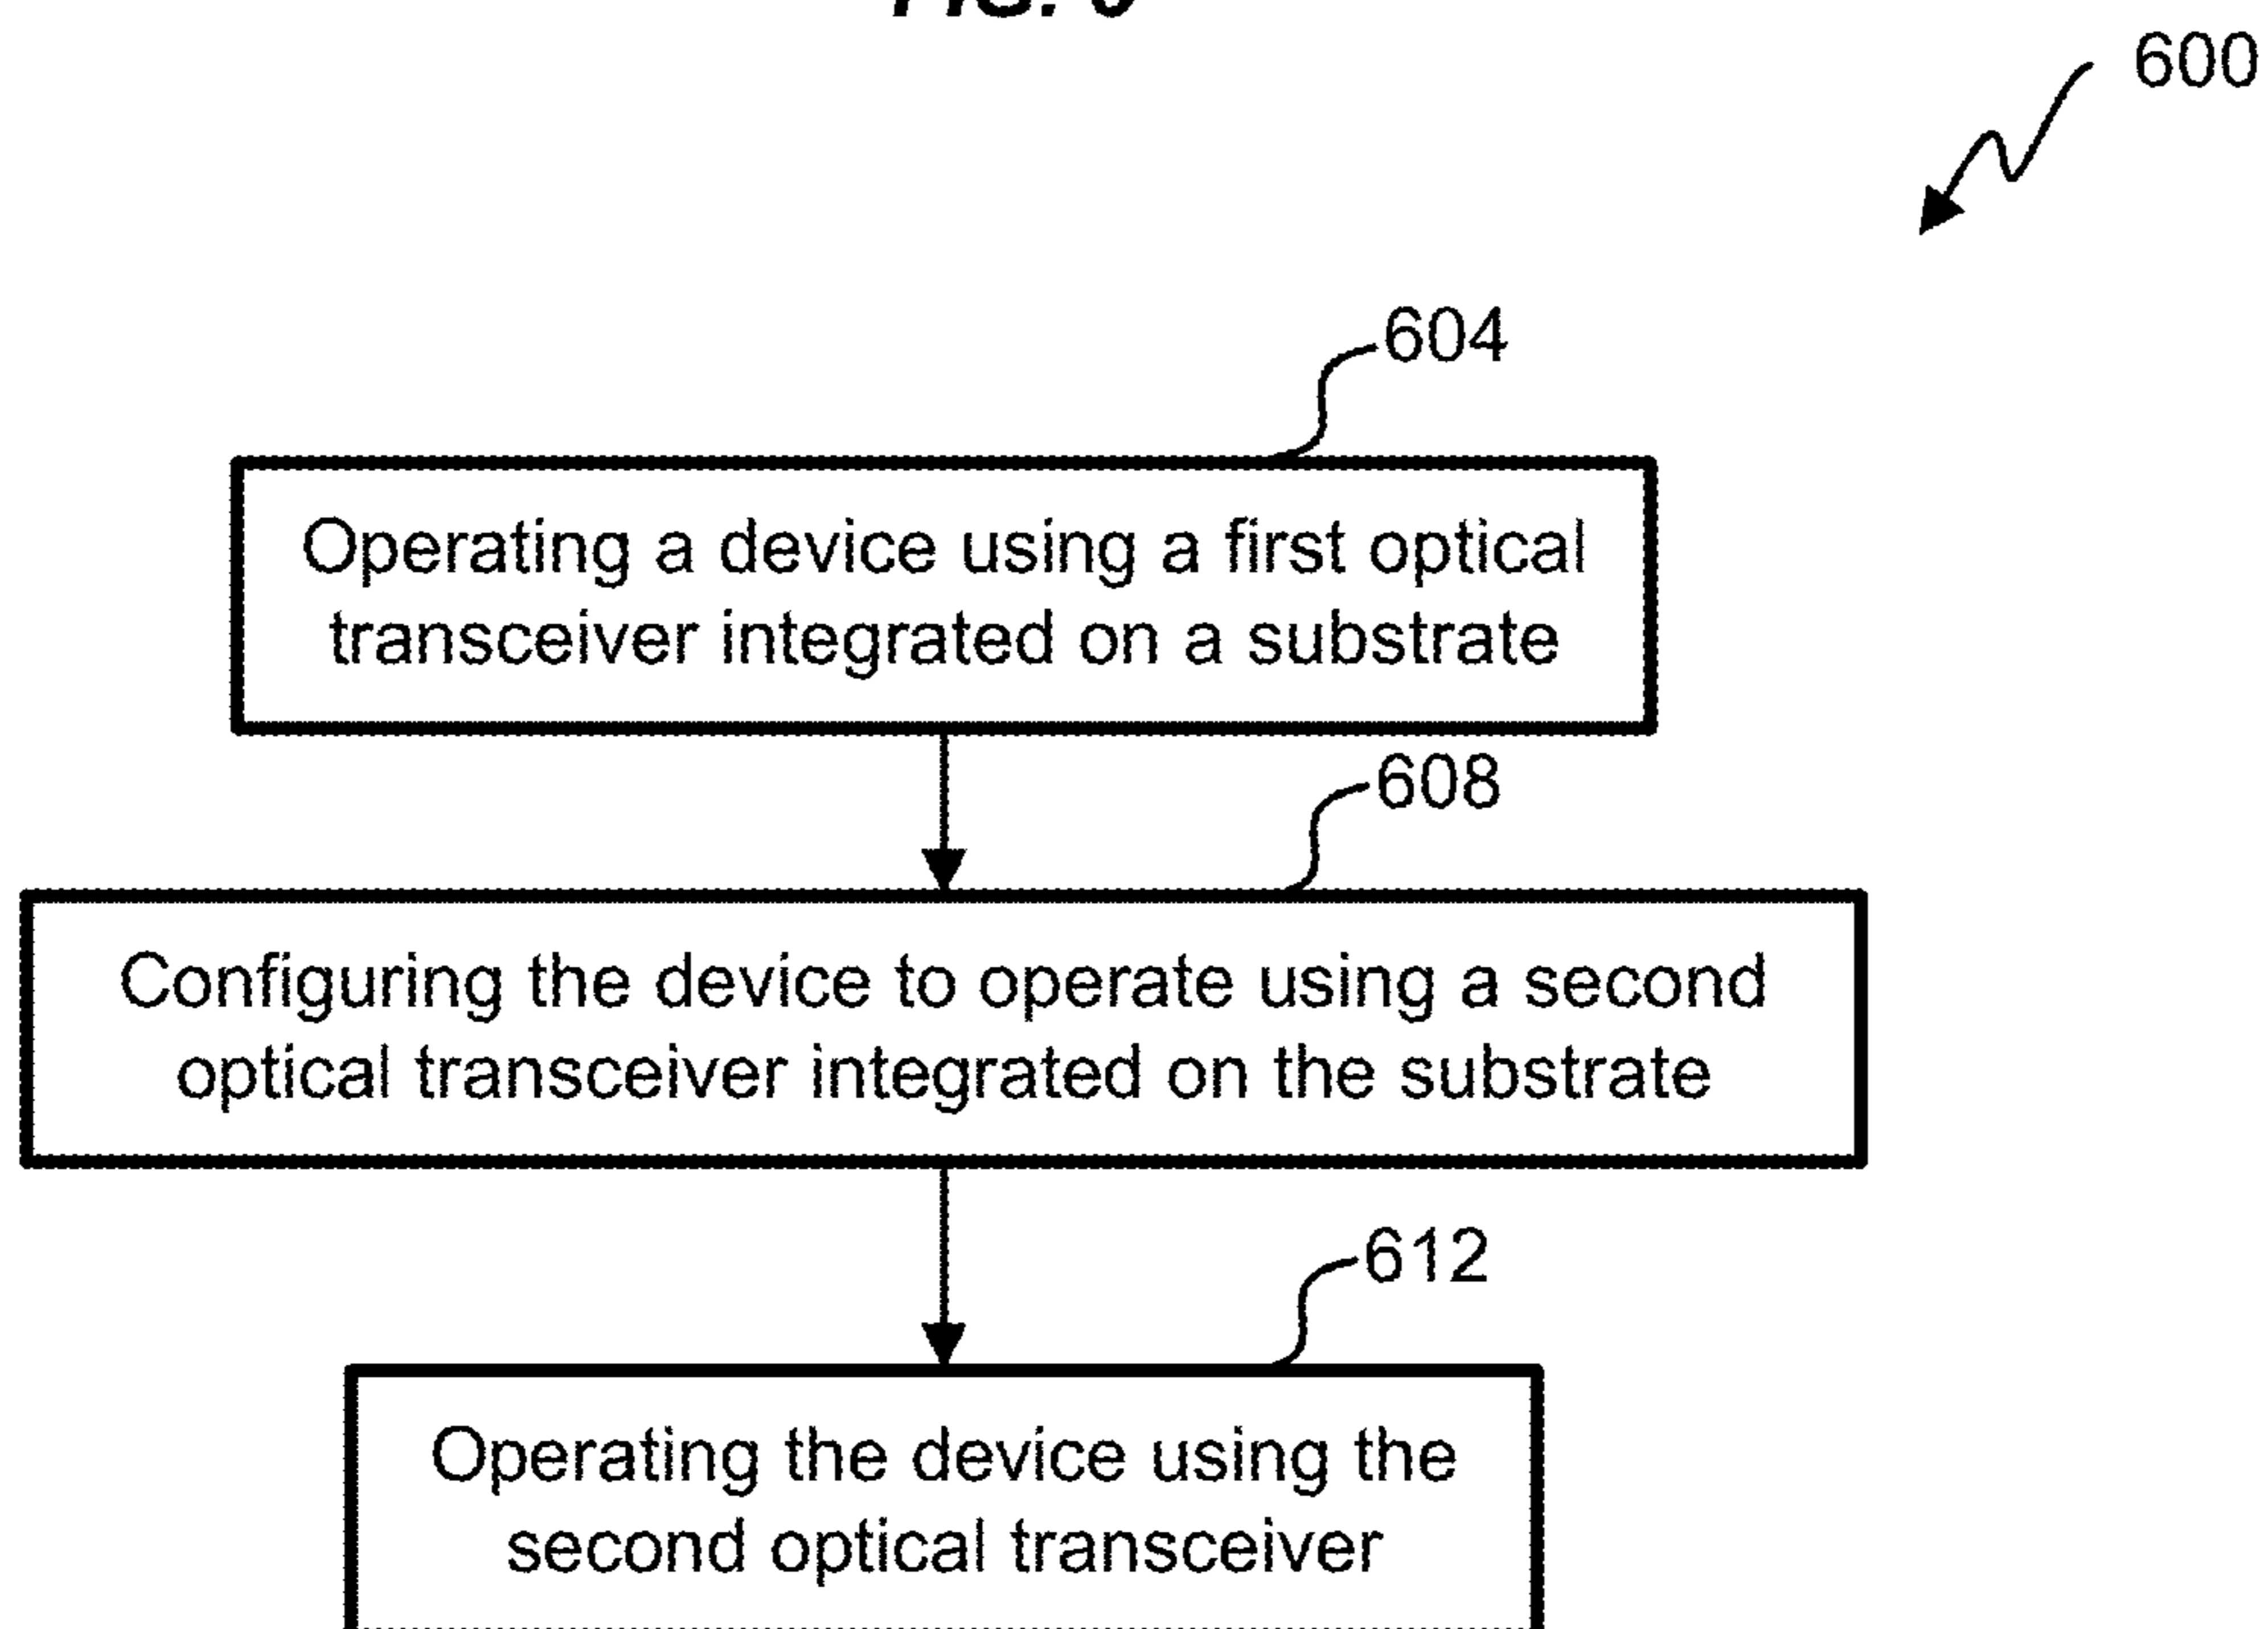 600
604
Operating a device using a first optical
transceiver integrated on a substrate
608
Configuring the device to operate using a second
optical transceiver integrated on the substrate
612
Operating the device using the
second optical transceiver